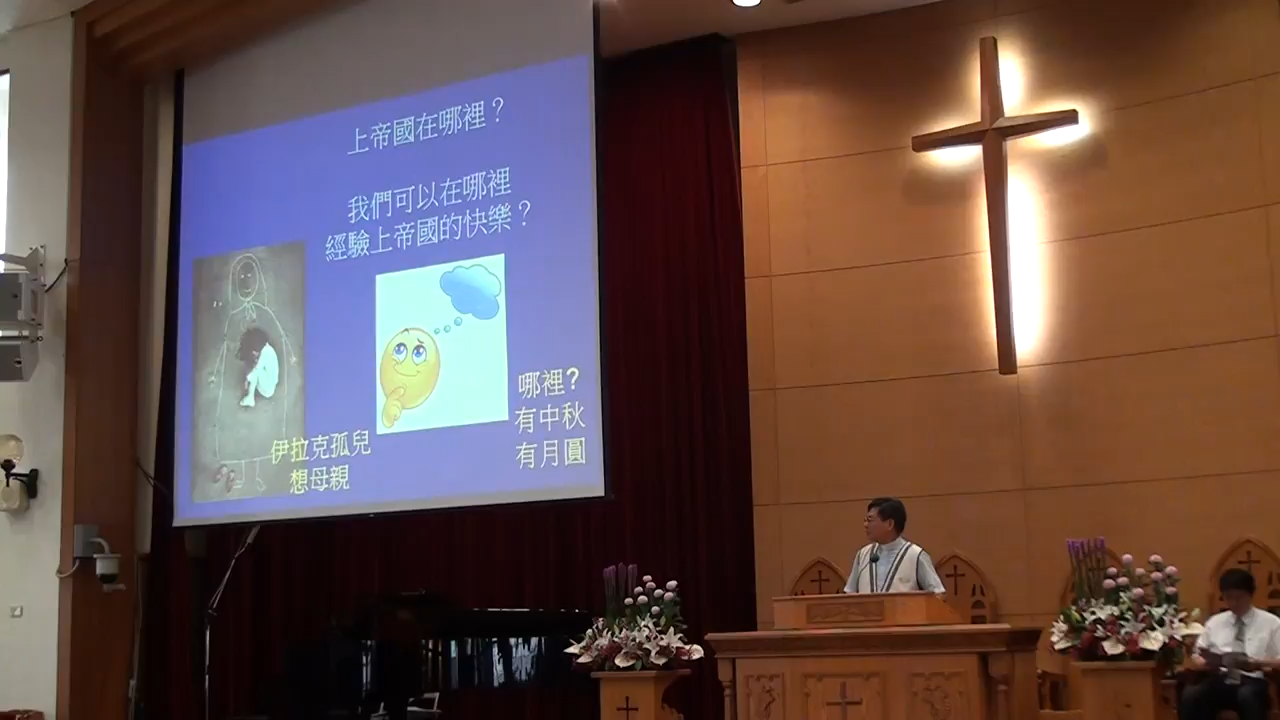 上帝國在哪裡？
我們可以在哪裡
經驗上帝國的快樂？
伊拉克孤兒
想母親
哪裡?
有中秋
有月圓